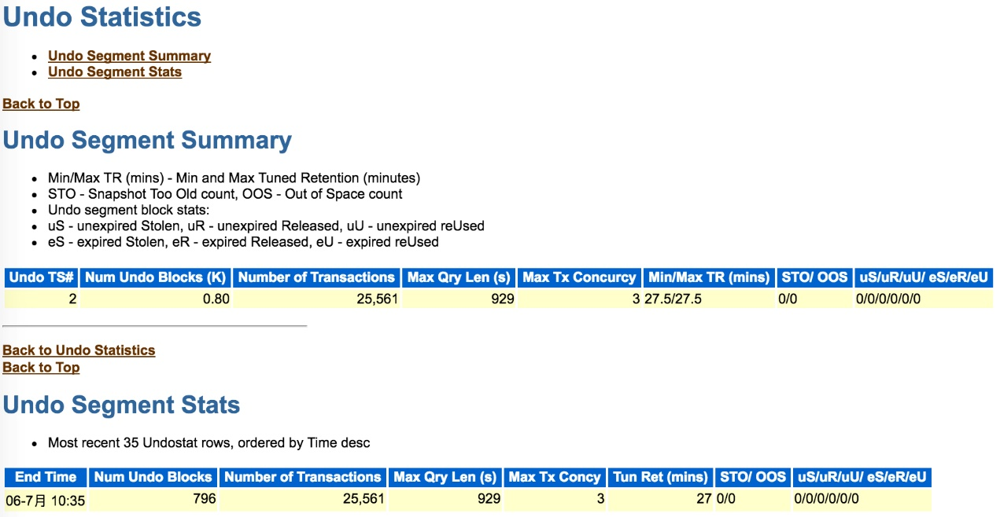 Undo Statistics
Undo Segment Summary
Undo Segment Stats
Back to Top
Undo Segment Summary
Min/Max TR (mins) - Min and Max Tuned Retention (minutes)
STO - Snapshot Too Old count, OOS - Out of Space count
Undo segment block stats:
uS - unexpired Stolen, uR - unexpired Released, uU - unexpired reUsed
eS - expired Stolen, eR - expired Released, eU - expired reUsed
Undo TS# Num Undo Blocks (K) Number of Transactions Max Qry Len (s) Max Tx Concurcy Min/Max TR (mins) STO/ OOS uS/uR/uU/ eS/eR/eU
2 0.80 25,561 929 3 27.5/27.5 0/0 0/0/0/0/0/0
Back to Undo Statistics
Back to Top
Undo Segment Stats
Most recent 35 Undostat rows, ordered by Time desc
End Time Num Undo Blocks Number of Transactions Max Qry Len (s) Max Tx Concy Tun Ret (mins) STO/ OOS uS/uR/uU/ eS/eR/eU
06-7月 10:35 796 25,561 929 3 27 0/0 0/0/0/0/0/0